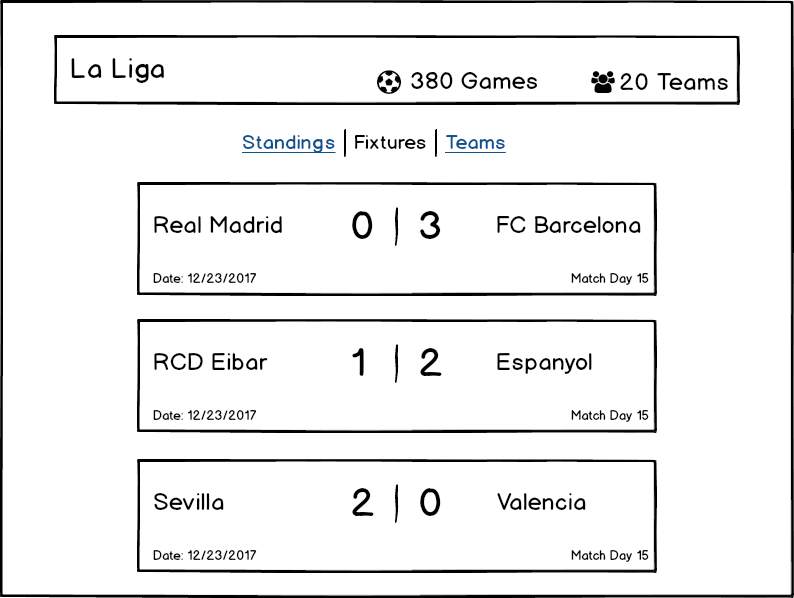 La Liga
380 Games
20 Teams
Standings | Fixtures | Teams
Real Madrid 0 | 3 FC Barcelona
Date: 12/23/2017 Match Day 15
RCD Eibar 1 | 2 Espanyol
Date: 12/23/2017 Match Day 15
Sevilla 2 | 0 Valencia
Date: 12/23/2017 Match Day 15